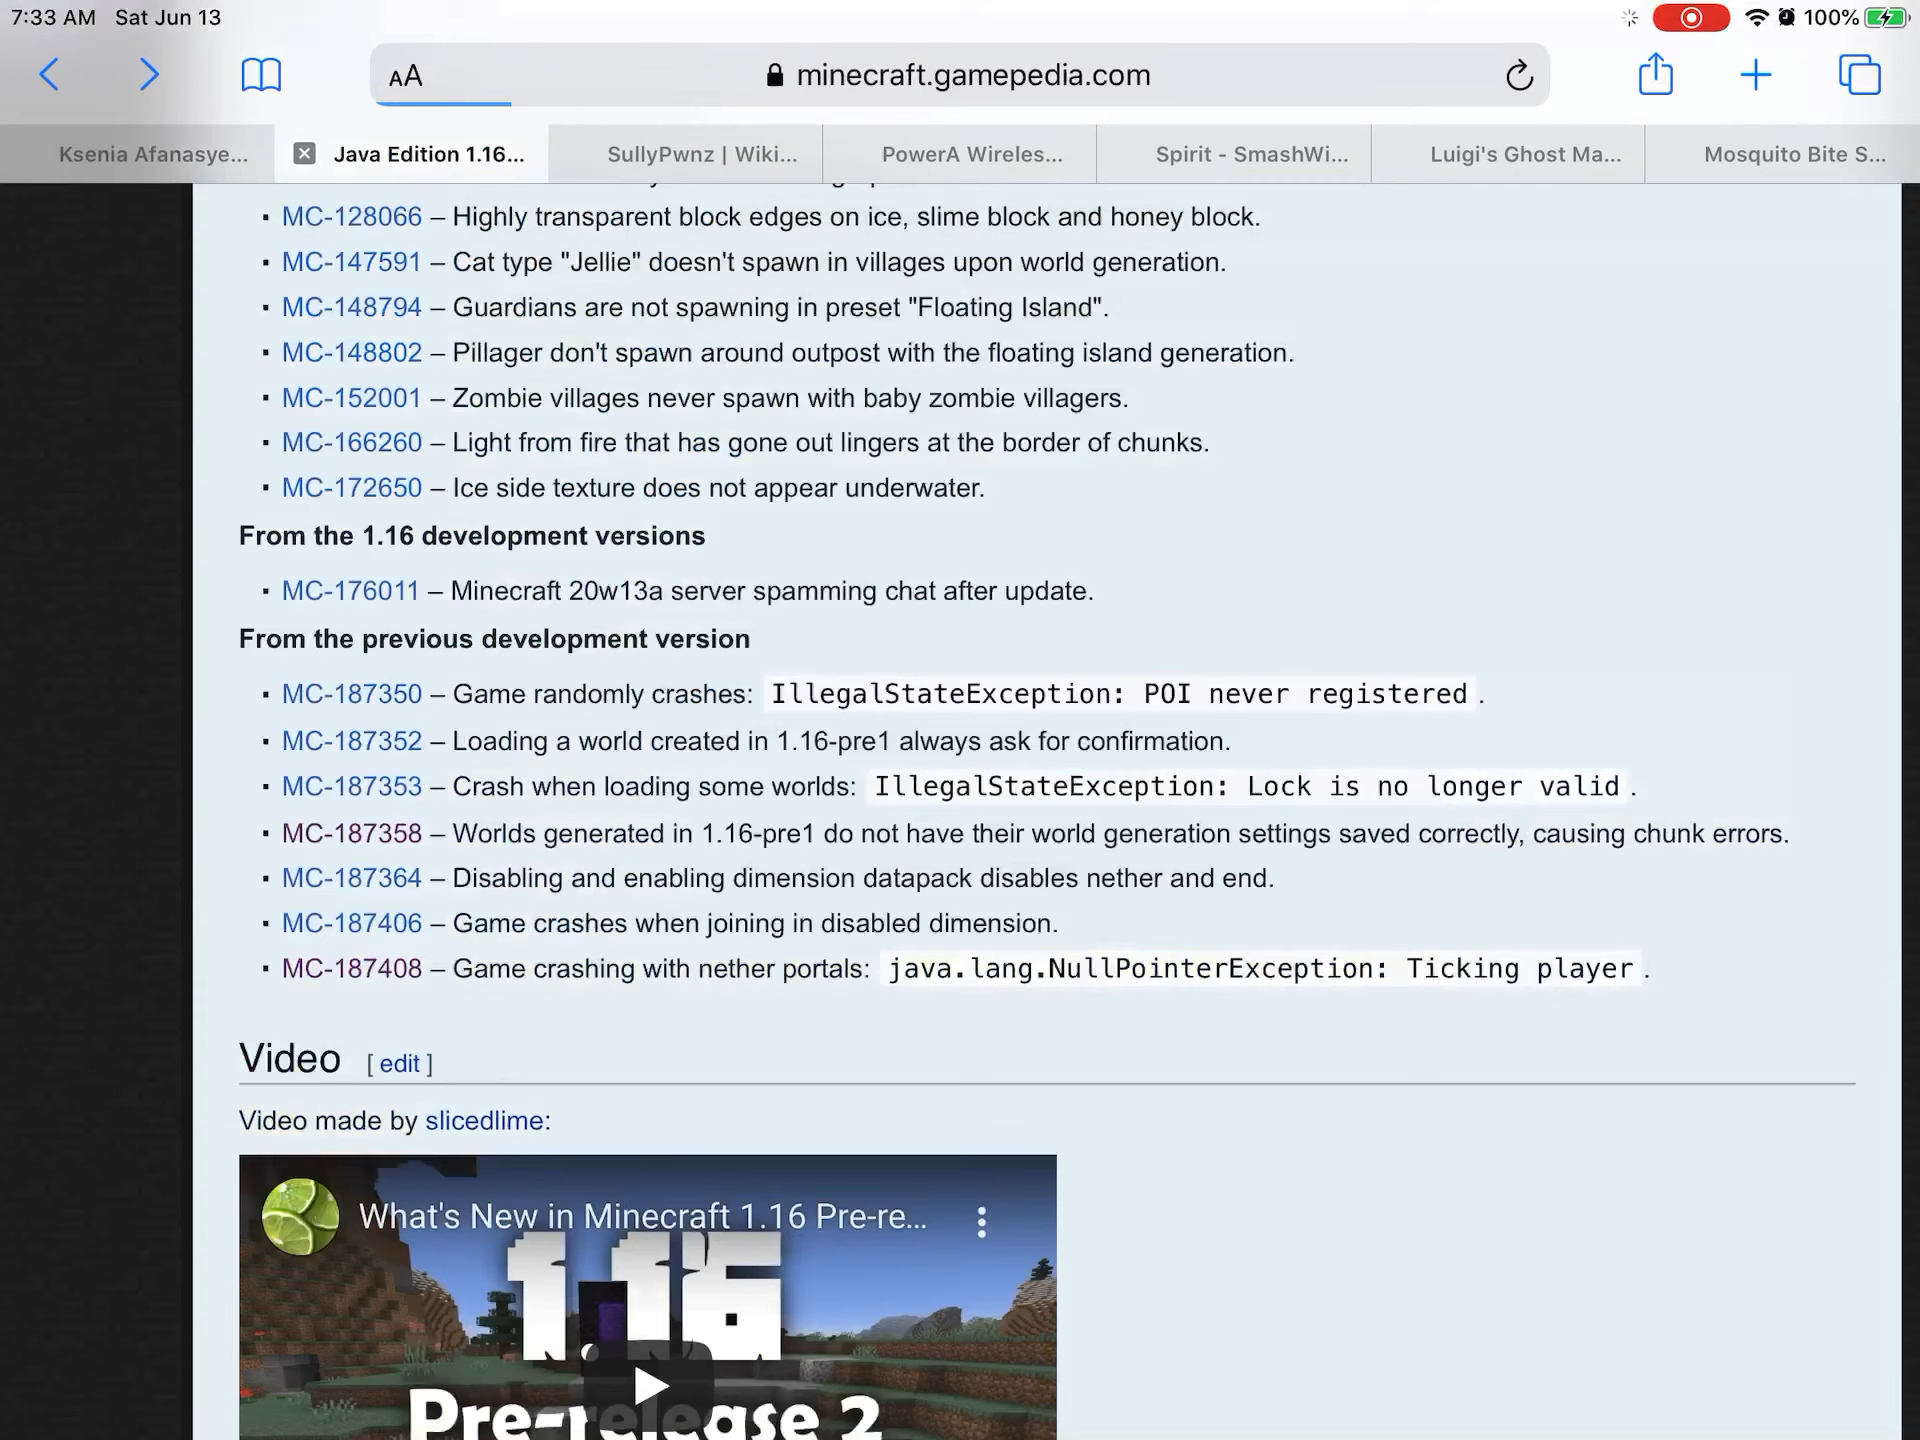 7:33 AM Sat Jun 13
100%
AA
minecraft.gamepedia.com
Ksenia Afanasye...
Java Edition 1.16...
SullyPwnz | Wiki...
PowerA Wireles...
Spirit - SmashWi...
Luigi's Ghost Ma...
Mosquito Bite S...
▪ MC-128066 – Highly transparent block edges on ice, slime block and honey block.
▪ MC-147591 – Cat type "Jellie" doesn't spawn in villages upon world generation.
▪ MC-148794 – Guardians are not spawning in preset "Floating Island".
▪ MC-148802 – Pillager don't spawn around outpost with the floating island generation.
▪ MC-152001 – Zombie villages never spawn with baby zombie villagers.
▪ MC-166260 – Light from fire that has gone out lingers at the border of chunks.
▪ MC-172650 – Ice side texture does not appear underwater.
From the 1.16 development versions
▪ MC-176011 – Minecraft 20w13a server spamming chat after update.
From the previous development version
▪ MC-187350 – Game randomly crashes: IllegalStateException: POI never registered.
▪ MC-187352 – Loading a world created in 1.16-pre1 always ask for confirmation.
▪ MC-187353 – Crash when loading some worlds: IllegalStateException: Lock is no longer valid.
▪ MC-187358 – Worlds generated in 1.16-pre1 do not have their world generation settings saved correctly, causing chunk errors.
▪ MC-187364 – Disabling and enabling dimension datapack disables nether and end.
▪ MC-187406 – Game crashes when joining in disabled dimension.
▪ MC-187408 – Game crashing with nether portals: java.lang.NullPointerException: Ticking player.
Video [ edit ]
Video made by slicedlime:
What's New in Minecraft 1.16 Pre-re...
1.16
Pre-release 2